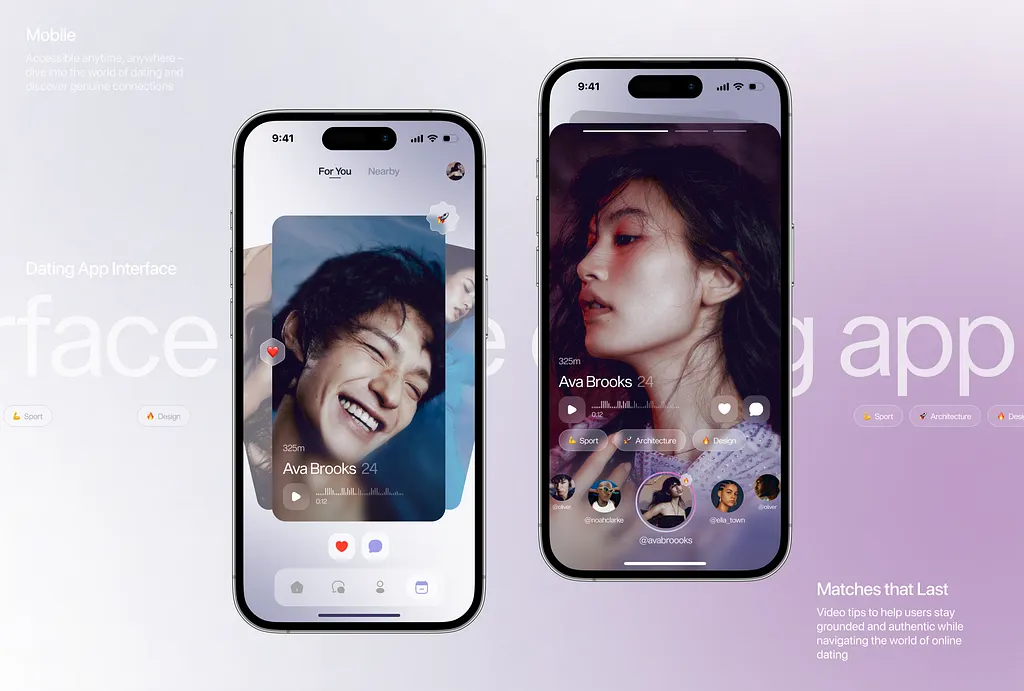 Mobile
Accessible anytime, anywhere –
dive into the world of dating and
discover genuine connections
Dating App Interface
rface
e
g app
💪 Sport
🔥 Design
9:41
For You
Nearby
325m
Ava Brooks 24
0:12
9:41
325m
Ava Brooks 24
0:12
💪 Sport
🚀 Architecture
🔥 Design
@oliver
@noahclarke
@avabroooks
@ella_town
@oliver
💪 Sport
🚀 Architecture
🔥 Desi
Matches that Last
Video tips to help users stay
grounded and authentic while
navigating the world of online
dating